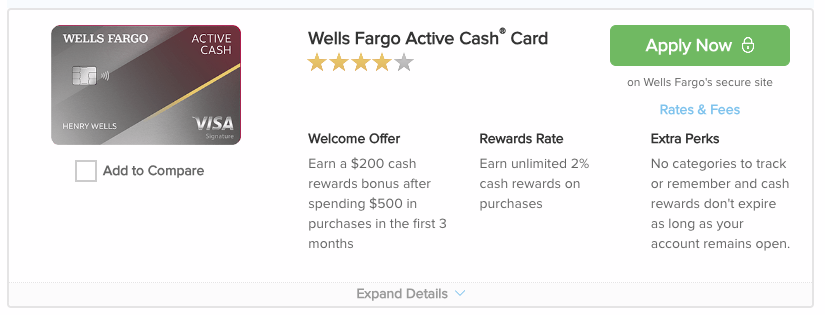 WELLS FARGO
ACTIVE
CASH
HENRY WELLS
VISA
Signature
Add to Compare
Wells Fargo Active Cash® Card
Apply Now
on Wells Fargo's secure site
Rates & Fees
Welcome Offer
Earn a $200 cash
rewards bonus after
spending $500 in
purchases in the first 3
months
Rewards Rate
Earn unlimited 2%
cash rewards on
purchases
Extra Perks
No categories to track
or remember and cash
rewards don't expire
as long as your
account remains open.
Expand Details